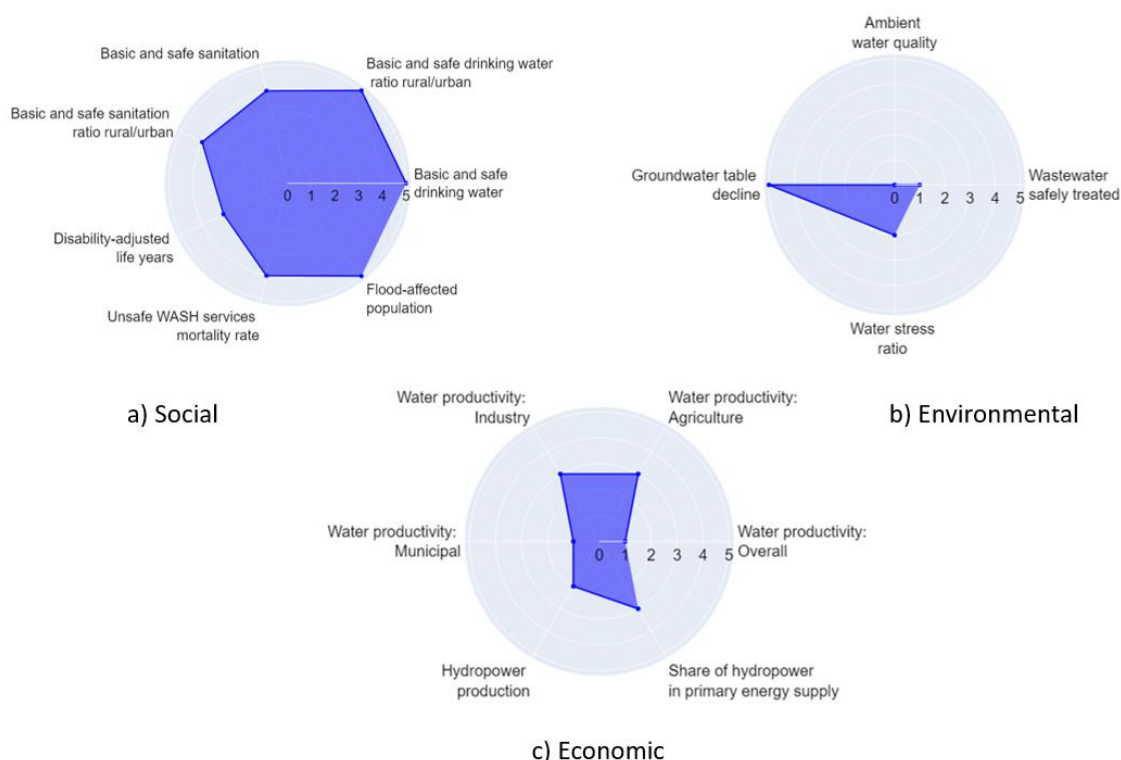 Basic and safe sanitation
Basic and safe drinking water
ratio rural/urban
Basic and safe sanitation
ratio rural/urban
Basic and safe
drinking water
0 1 2 3 4 5
Disability-adjusted
life years
Flood-affected
population
Unsafe WASH services
mortality rate
a) Social
Ambient
water quality
Groundwater table
decline
Wastewater
safely treated
0 1 2 3 4 5
Water stress
ratio
b) Environmental
Water productivity:
Industry
Water productivity:
Agriculture
Water productivity:
Municipal
Water productivity:
Overall
0 1 2 3 4 5
Hydropower
production
Share of hydropower
in primary energy supply
c) Economic